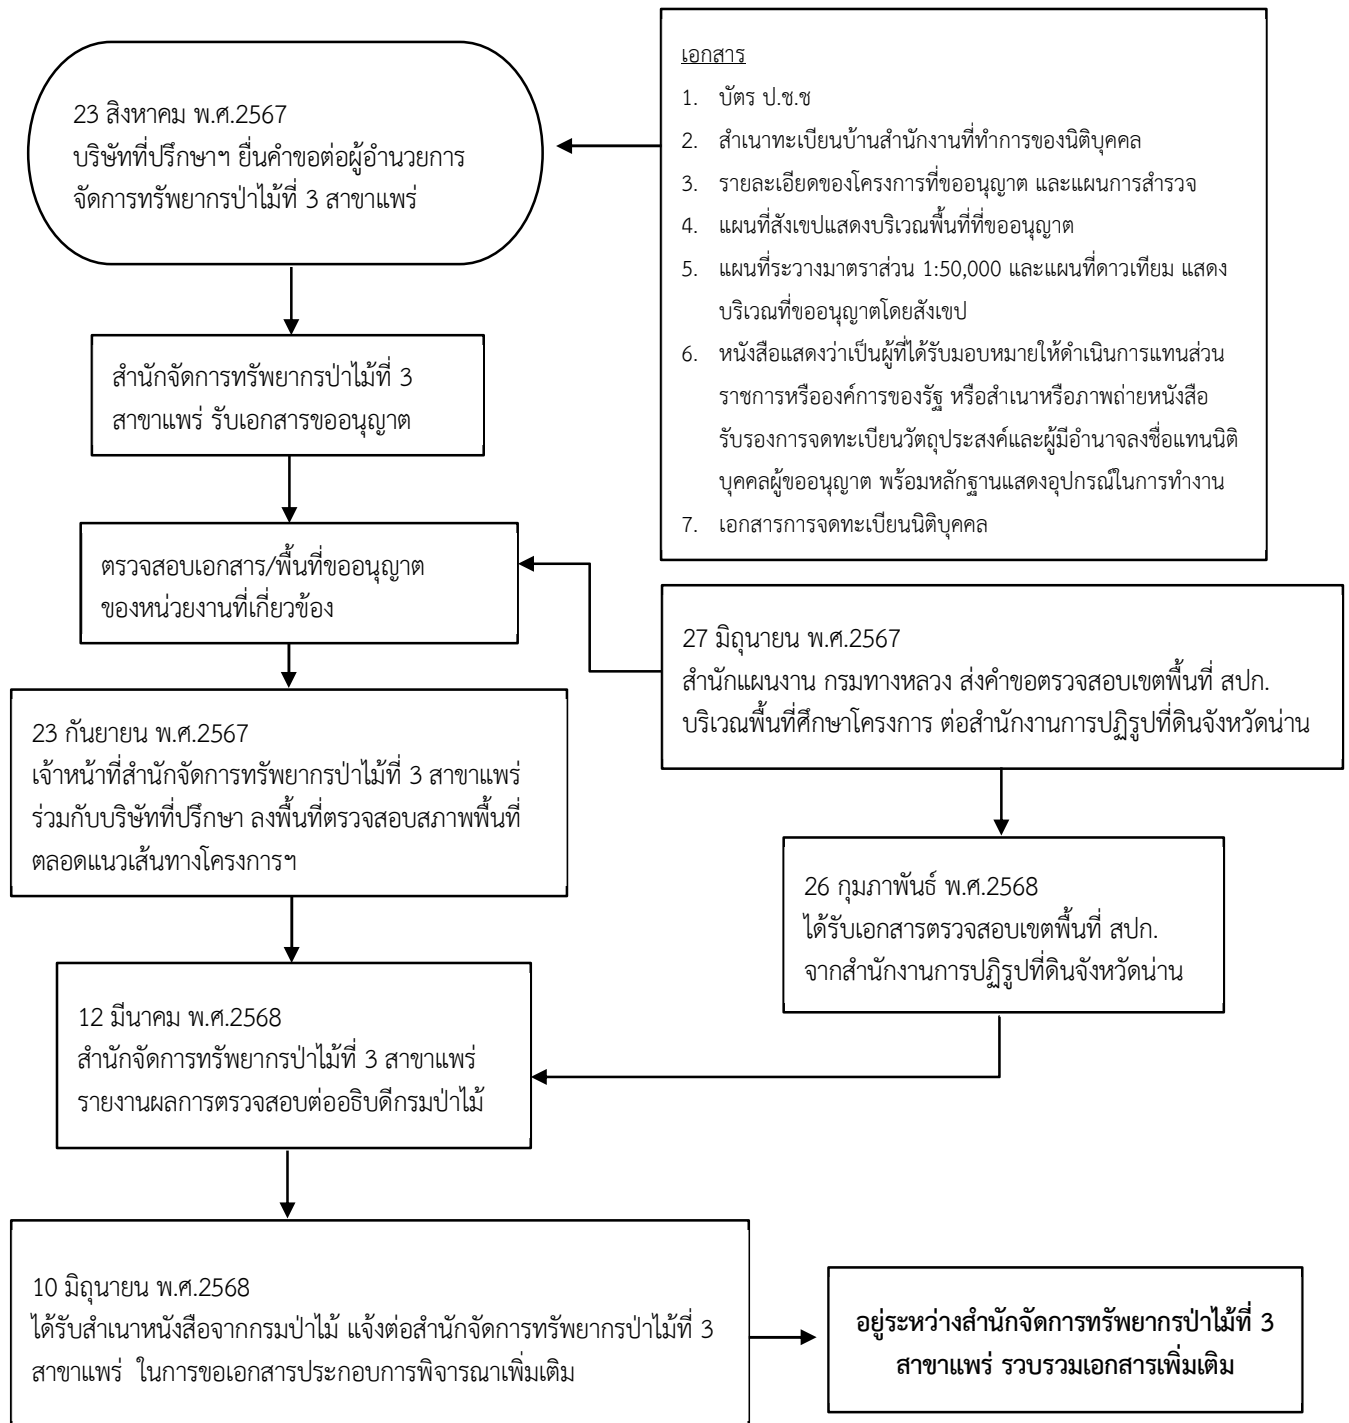 23 สิงหาคม พ.ศ.2567
บริษัทที่ปรึกษาฯ ยื่นคำขอต่อผู้อำนวยการ
จัดการทรัพยากรป่าไม้ที่ 3 สาขาแพร่
เอกสาร
1. บัตร ป.ช.ช
2. สำเนาทะเบียนบ้านสำนักงานที่ทำการของนิติบุคคล
3. รายละเอียดของโครงการที่ขออนุญาต และแผนการสำรวจ
4. แผนที่สังเขปแสดงบริเวณพื้นที่ที่ขออนุญาต
5. แผนที่ระวางมาตราส่วน 1:50,000 และแผนที่ดาวเทียม แสดง
บริเวณที่ขออนุญาตโดยสังเขป
6. หนังสือแสดงว่าเป็นผู้ที่ได้รับมอบหมายให้ดำเนินการแทนส่วน
ราชการหรือองค์การของรัฐ หรือสำเนาหรือภาพถ่ายหนังสือ
รับรองการจดทะเบียนวัตถุประสงค์และผู้มีอำนาจลงชื่อแทนนิติ
บุคคลผู้ขออนุญาต พร้อมหลักฐานแสดงอุปกรณ์ในการทำงาน
7. เอกสารการจดทะเบียนนิติบุคคล
สำนักจัดการทรัพยากรป่าไม้ที่ 3
สาขาแพร่ รับเอกสารขออนุญาต
ตรวจสอบเอกสาร/พื้นที่ขออนุญาต
ของหน่วยงานที่เกี่ยวข้อง
27 มิถุนายน พ.ศ.2567
สำนักแผนงาน กรมทางหลวง ส่งคำขอตรวจสอบเขตพื้นที่ สปก.
บริเวณพื้นที่ศึกษาโครงการ ต่อสำนักงานการปฏิรูปที่ดินจังหวัดน่าน
23 กันยายน พ.ศ.2567
เจ้าหน้าที่สำนักจัดการทรัพยากรป่าไม้ที่ 3 สาขาแพร่
ร่วมกับบริษัทที่ปรึกษา ลงพื้นที่ตรวจสอบสภาพพื้นที่
ตลอดแนวเส้นทางโครงการฯ
26 กุมภาพันธ์ พ.ศ.2568
ได้รับเอกสารตรวจสอบเขตพื้นที่ สปก.
จากสำนักงานการปฏิรูปที่ดินจังหวัดน่าน
12 มีนาคม พ.ศ.2568
สำนักจัดการทรัพยากรป่าไม้ที่ 3 สาขาแพร่
รายงานผลการตรวจสอบต่ออธิบดีกรมป่าไม้
10 มิถุนายน พ.ศ.2568
ได้รับสำเนาหนังสือจากกรมป่าไม้ แจ้งต่อสำนักจัดการทรัพยากรป่าไม้ที่ 3
สาขาแพร่ ในการขอเอกสารประกอบการพิจารณาเพิ่มเติม
อยู่ระหว่างสำนักจัดการทรัพยากรป่าไม้ที่ 3
สาขาแพร่ รวบรวมเอกสารเพิ่มเติม